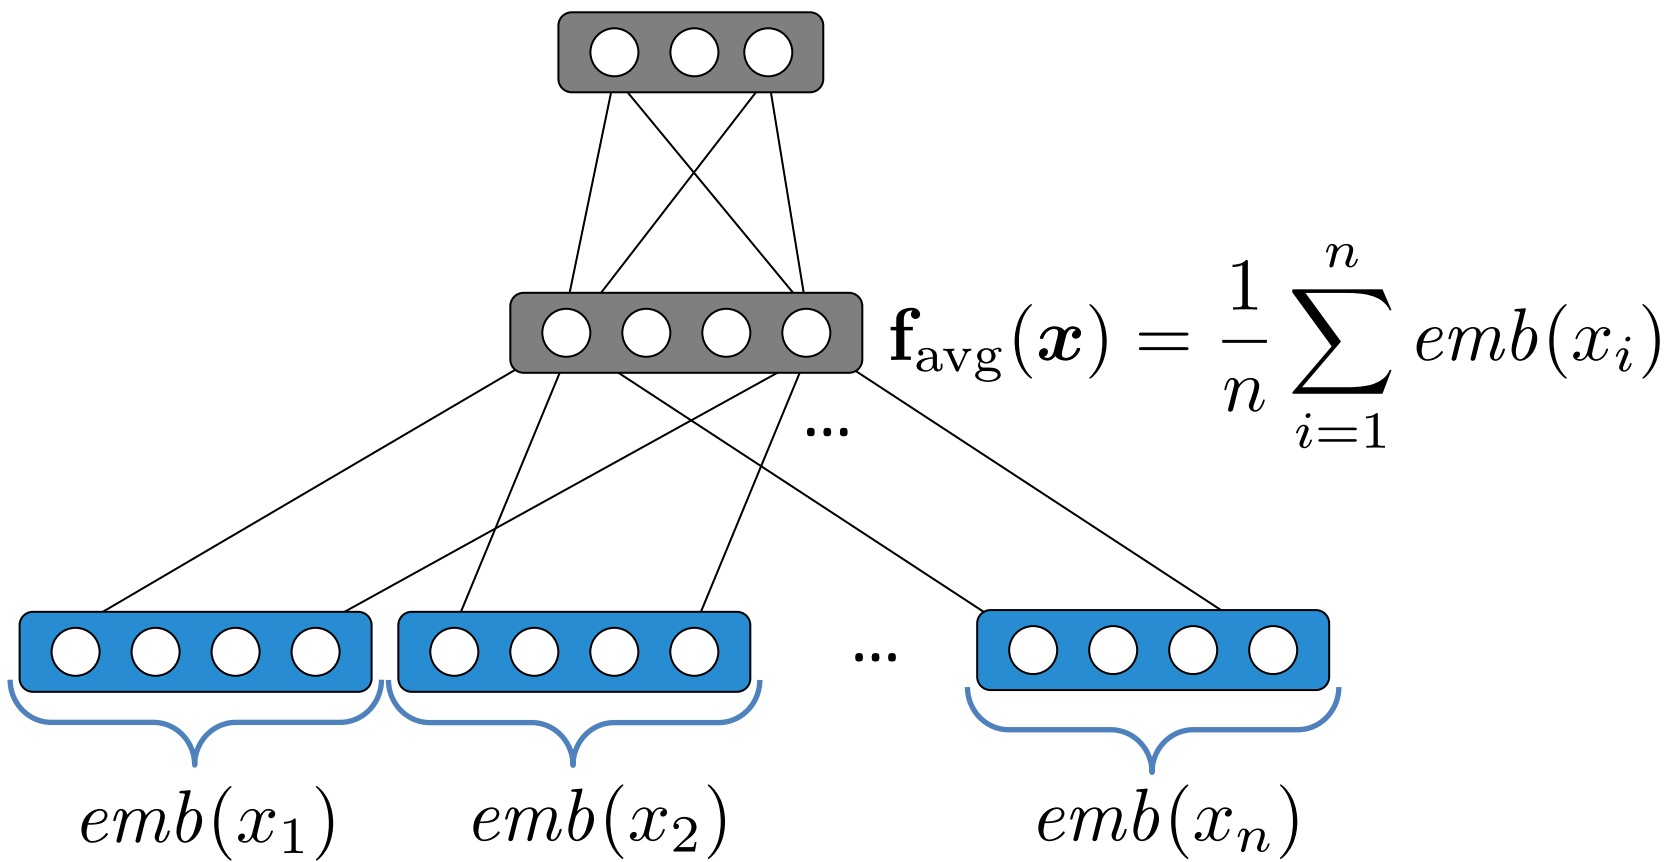 f_avg(x) = 1/n ∑_{i=1}^{n} emb(x_i)
...
...
emb(x_1) emb(x_2) emb(x_n)